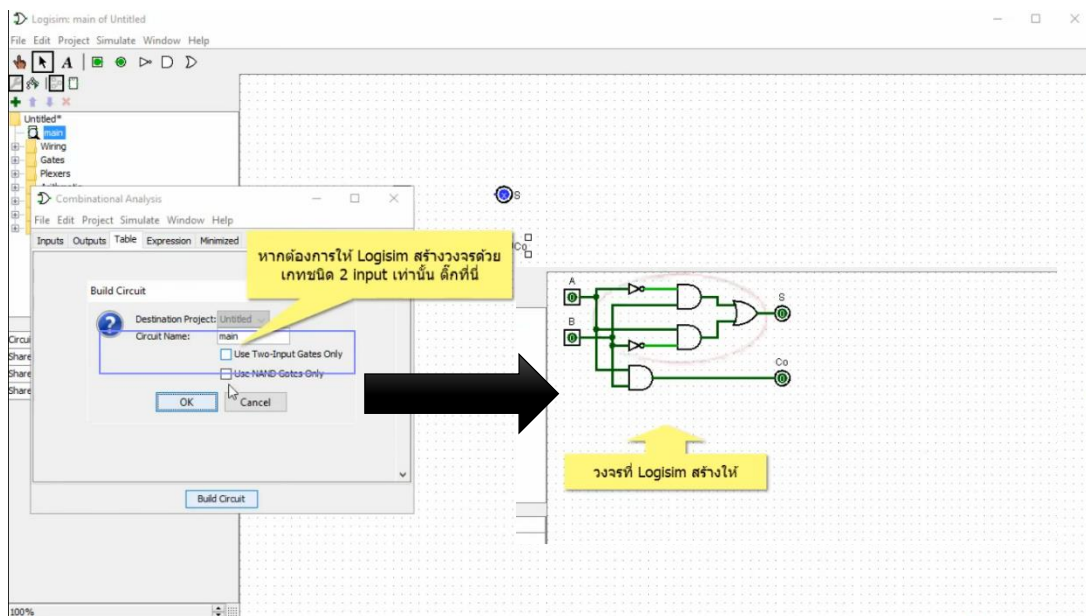 Logisim: main of Untitled
File Edit Project Simulate Window Help
A
Untitled*
main
Wiring
Gates
Plexers
Combinational Analysis
File Edit Project Simulate Window Help
Inputs Outputs Table Expression Minimized
หากต้องการให้ Logisim สร้างวงจรด้วย
เกทชนิด 2 input เท่านั้น ติ๊กที่นี่
Build Circuit
Destination Project: Untitled
Circuit Name: main
Use Two-Input Gates Only
Use NAND Gates Only
OK Cancel
Build Circuit
Circui
Share
Share
Share
100%
S
Co
A
B
S
Co
วงจรที่ Logisim สร้างให้